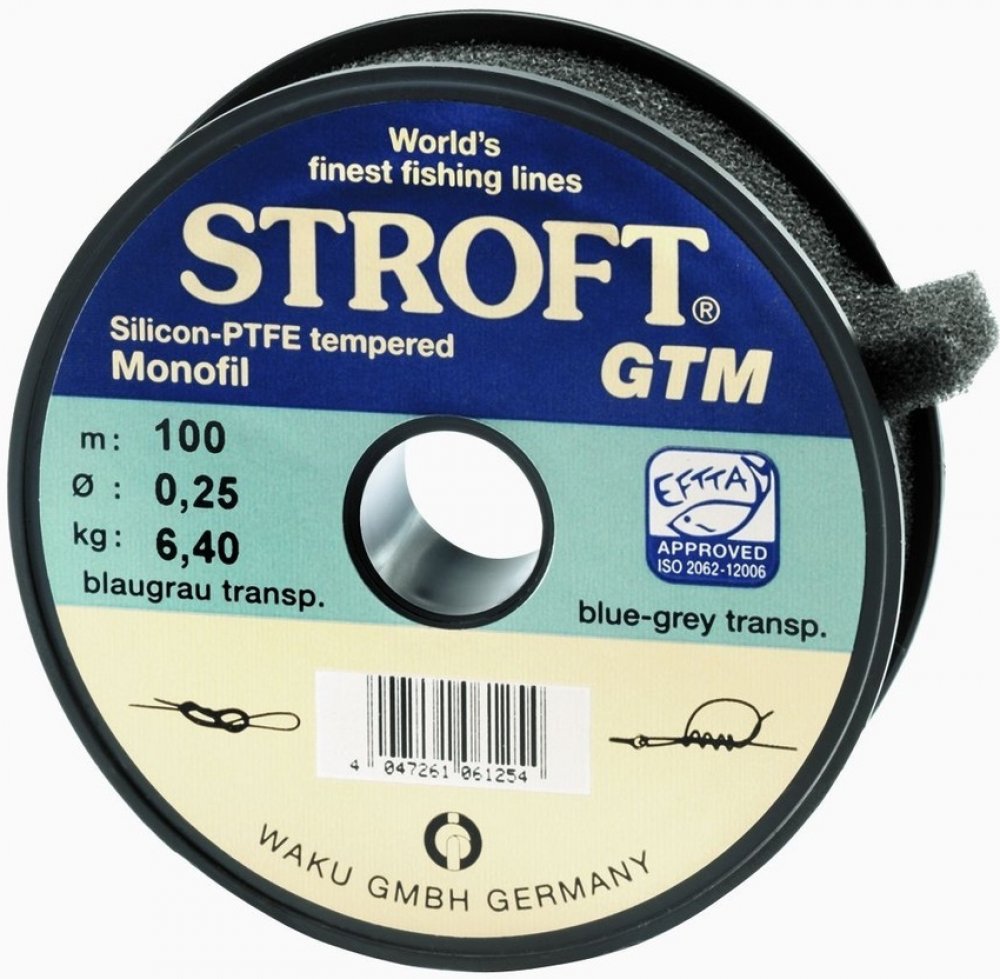 World's
finest fishing lines
STROFT®
Silicon-PTFE tempered
GTM
Monofil
m: 100
Ø : 0,25
kg: 6,40
blaugrau transp.
EFTTA
APPROVED
ISO 2062-12006
blue-grey transp.
4 047261 061254
WAKU GMBH GERMANY